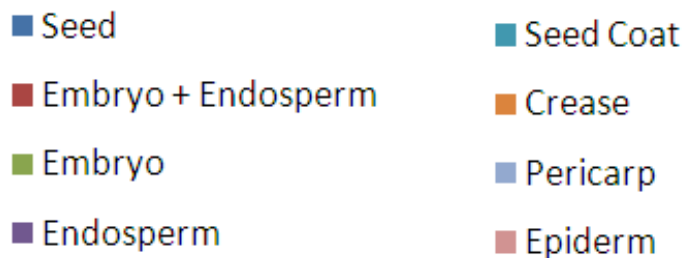 Seed
Embryo + Endosperm
Embryo
Endosperm
Seed Coat
Crease
Pericarp
Epiderm